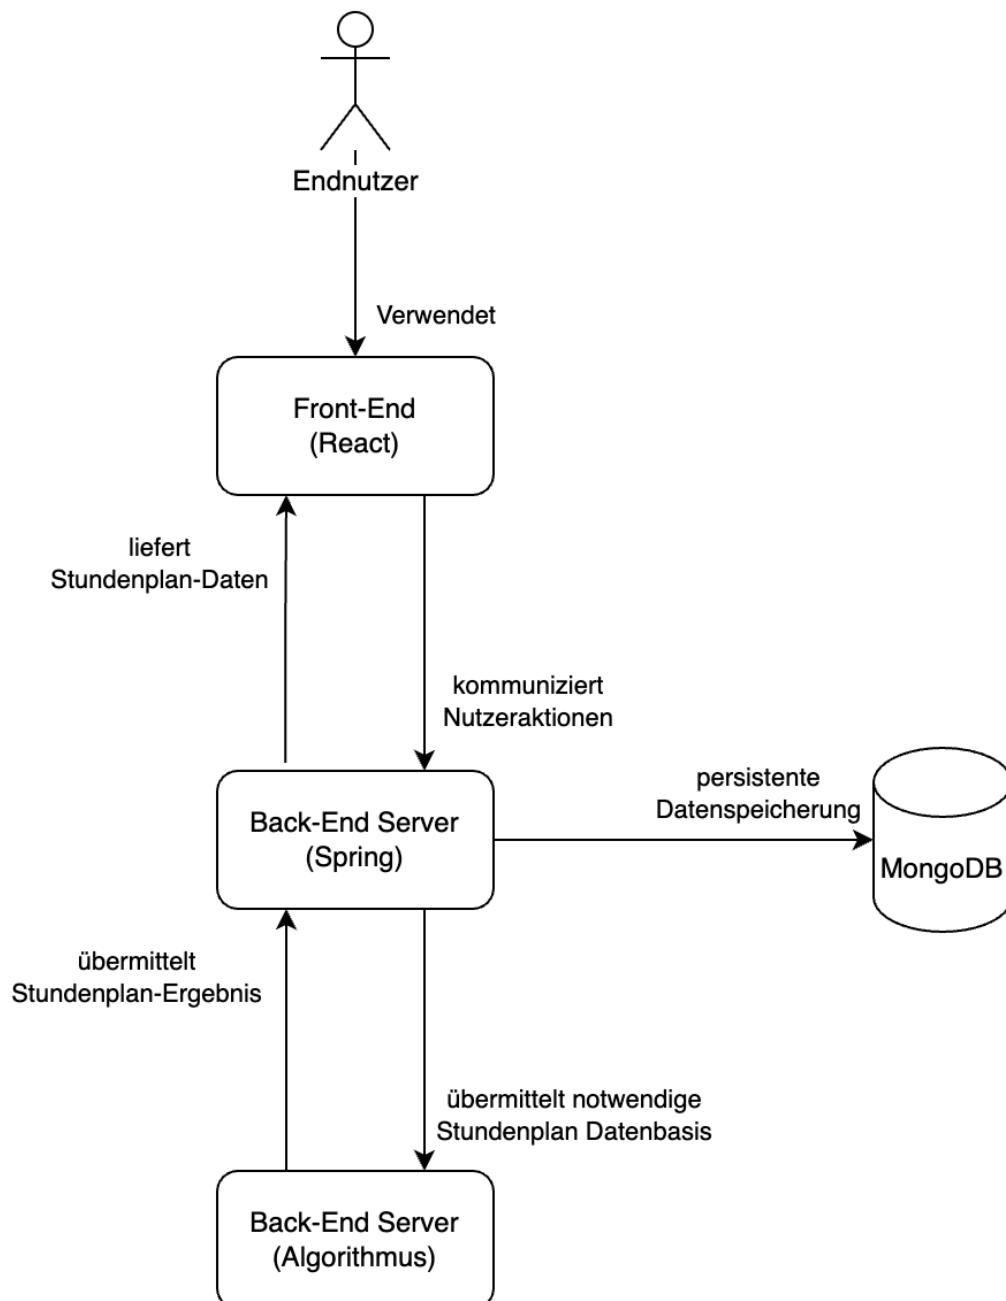 Endnutzer
Verwendet
Front-End
(React)
liefert
Stundenplan-Daten
kommuniziert
Nutzeraktionen
Back-End Server
(Spring)
persistente
Datenspeicherung
MongoDB
übermittelt
Stundenplan-Ergebnis
übermittelt notwendige
Stundenplan Datenbasis
Back-End Server
(Algorithmus)